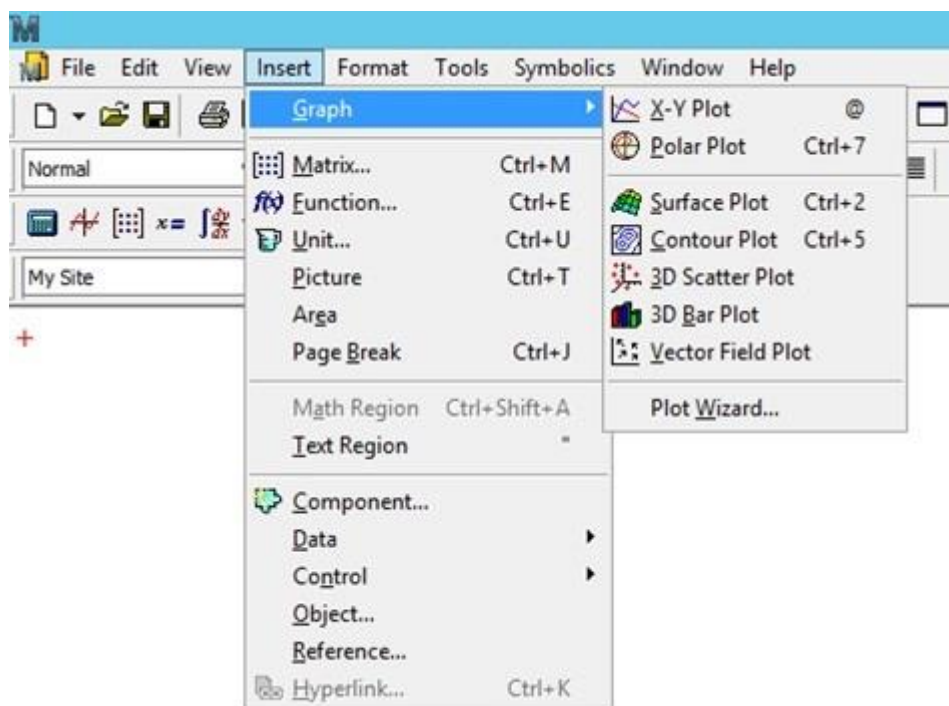 File Edit View Insert Format Tools Symbolics Window Help
Normal
My Site
Graph
Matrix... Ctrl+M
Function... Ctrl+E
Unit... Ctrl+U
Picture Ctrl+T
Area
Page Break Ctrl+J
Math Region Ctrl+Shift+A
Text Region "
Component...
Data
Control
Object...
Reference...
Hyperlink... Ctrl+K
X-Y Plot @
Polar Plot Ctrl+7
Surface Plot Ctrl+2
Contour Plot Ctrl+5
3D Scatter Plot
3D Bar Plot
Vector Field Plot
Plot Wizard...